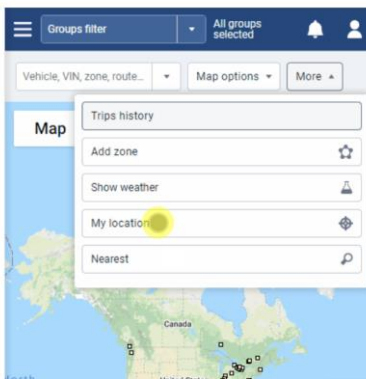 Groups filter
All groups
selected
Vehicle, VIN, zone, route...
Map options
More
Map
Trips history
Add zone
Show weather
My location
Nearest
Canada